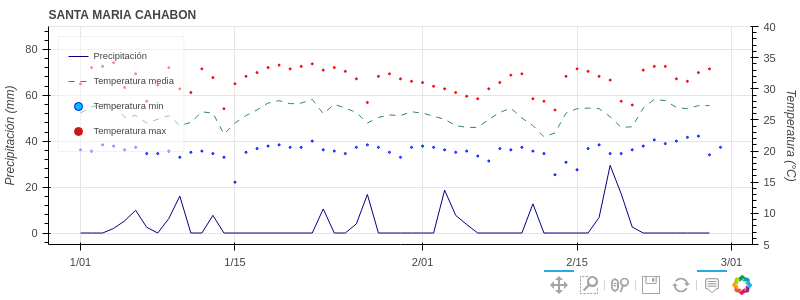 SANTA MARIA CAHABON
Precipitación
Temperatura media
Temperatura min
Temperatura max
Precipitación (mm)
80
60
40
20
0
40
35
30
25
20
15
10
5
Temperatura (°C)
1/01
1/15
2/01
2/15
3/01